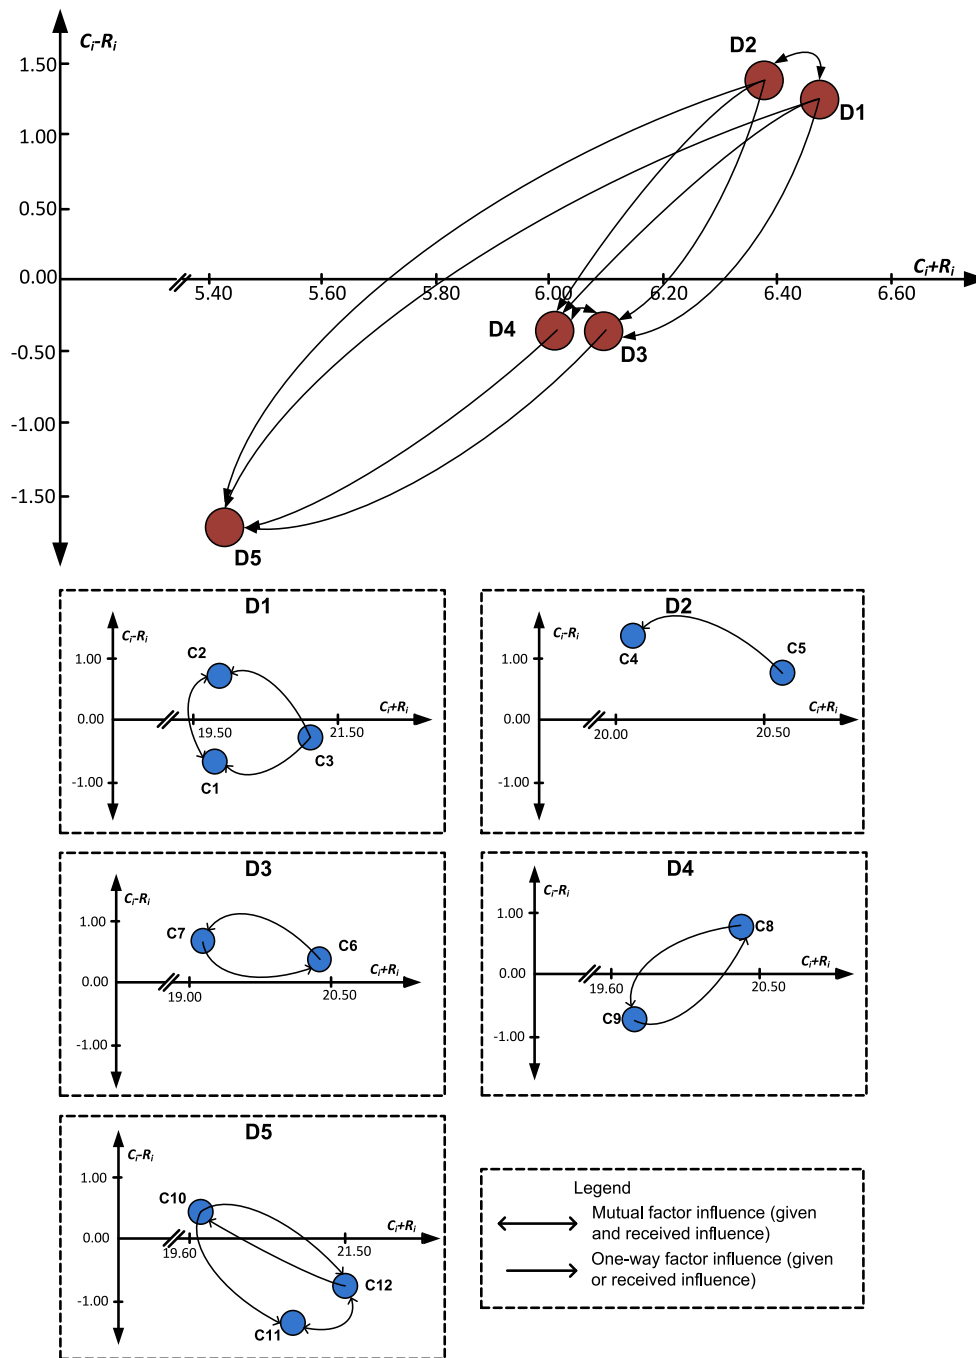 Cᵢ-Rᵢ
D2
1.50
D1
1.00
0.50
0.00
Cᵢ+Rᵢ
5.40 5.60 5.80 6.00 6.20 6.40 6.60
D4
D3
-0.50
-1.00
-1.50
D5
D1
Cᵢ-Rᵢ
C2
1.00
Cᵢ+Rᵢ
0.00
19.50 21.50
C3
C1
-1.00
D2
Cᵢ-Rᵢ
C4
C5
1.00
Cᵢ+Rᵢ
0.00
20.00 20.50
-1.00
D3
Cᵢ-Rᵢ
1.00
C7
C6
Cᵢ+Rᵢ
0.00
19.00 20.50
-1.00
D4
Cᵢ-Rᵢ
1.00
C8
Cᵢ+Rᵢ
0.00
19.60 20.50
C9
-1.00
D5
Cᵢ-Rᵢ
1.00
C10
Cᵢ+Rᵢ
0.00
19.60 21.50
C12
-1.00
C11
Legend
Mutual factor influence (given
and received influence)
One-way factor influence (given
or received influence)